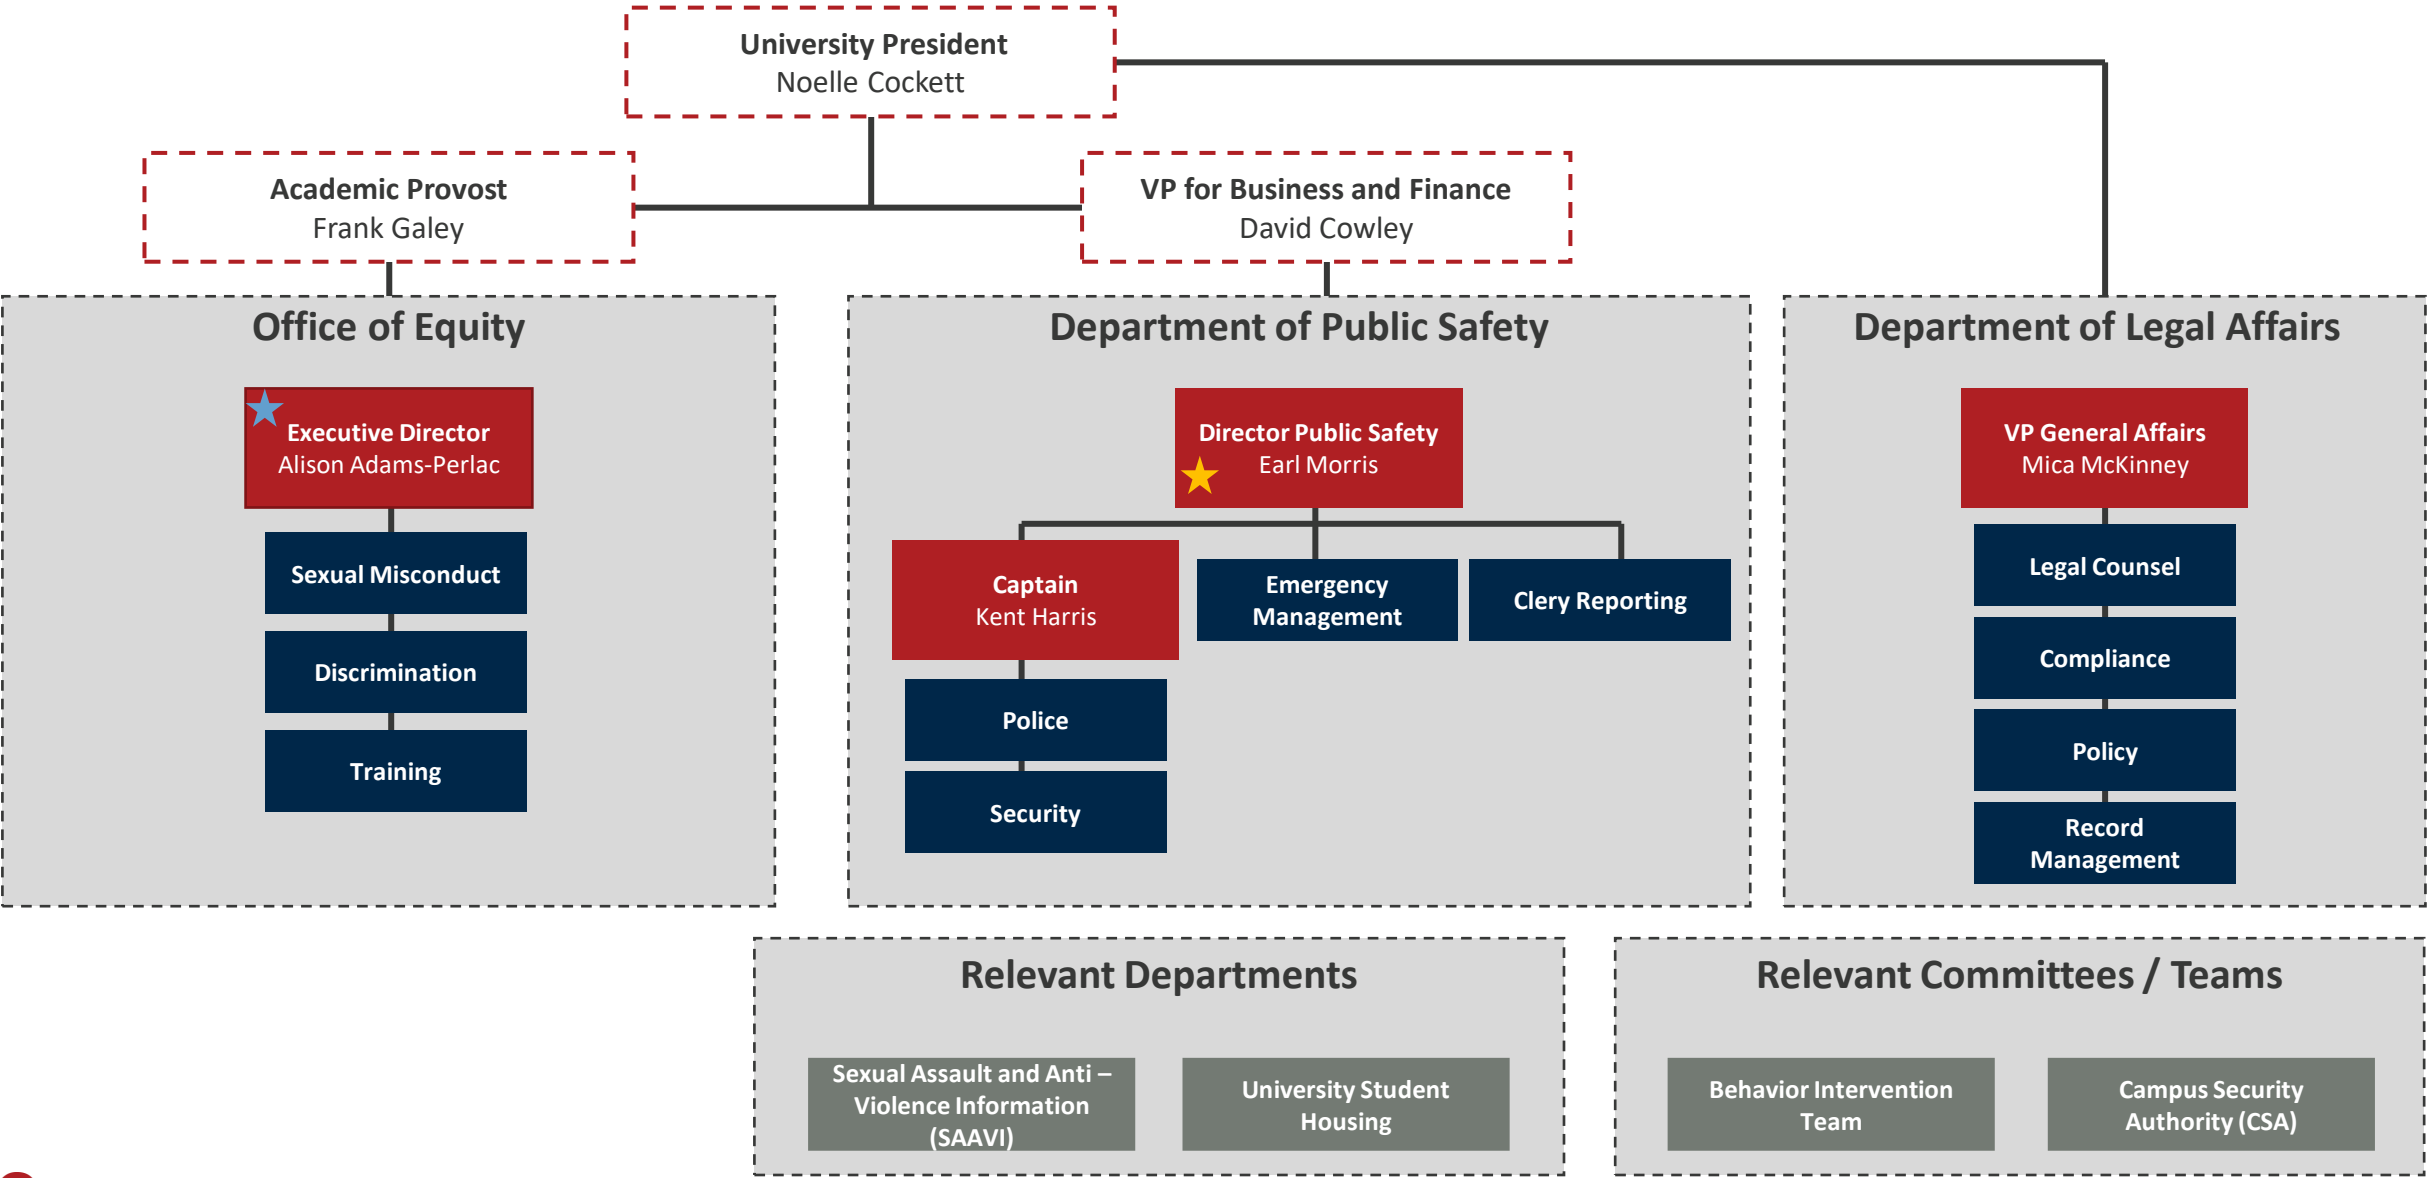 University President
Noelle Cockett
Academic Provost
Frank Galey
VP for Business and Finance
David Cowley
Office of Equity
Executive Director
Alison Adams-Perlac
Sexual Misconduct
Discrimination
Training
Department of Public Safety
Director Public Safety
Earl Morris
Captain
Kent Harris
Police
Security
Emergency
Management
Clery Reporting
Department of Legal Affairs
VP General Affairs
Mica McKinney
Legal Counsel
Compliance
Policy
Record
Management
Relevant Departments
Sexual Assault and Anti –
Violence Information
(SAAVI)
University Student
Housing
Relevant Committees / Teams
Behavior Intervention
Team
Campus Security
Authority (CSA)